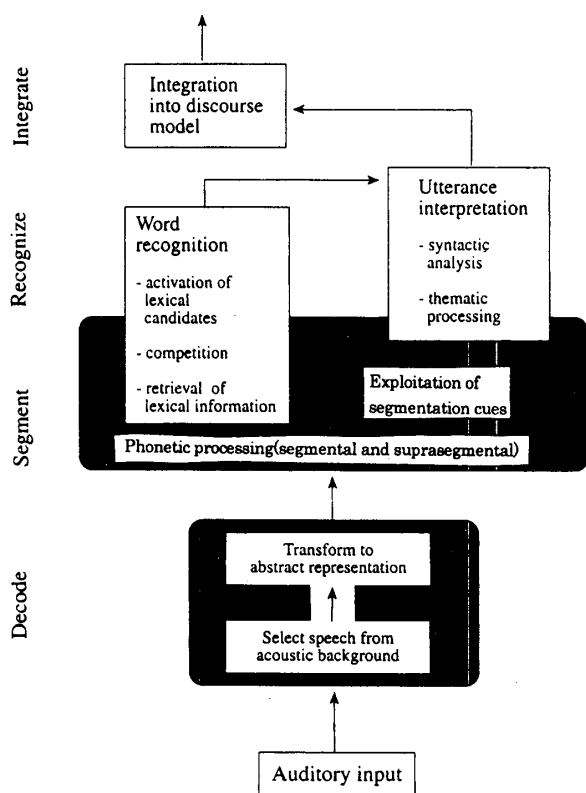 Integrate
Integration
into discourse
model
Recognize
Word
recognition
- activation of
lexical
candidates
- competition
- retrieval of
lexical information
Utterance
interpretation
- syntactic
analysis
- thematic
processing
Segment
Exploitation of
segmentation cues
Phonetic processing(segmental and suprasegmental)
Decode
Transform to
abstract representation
Select speech from
acoustic background
Auditory input